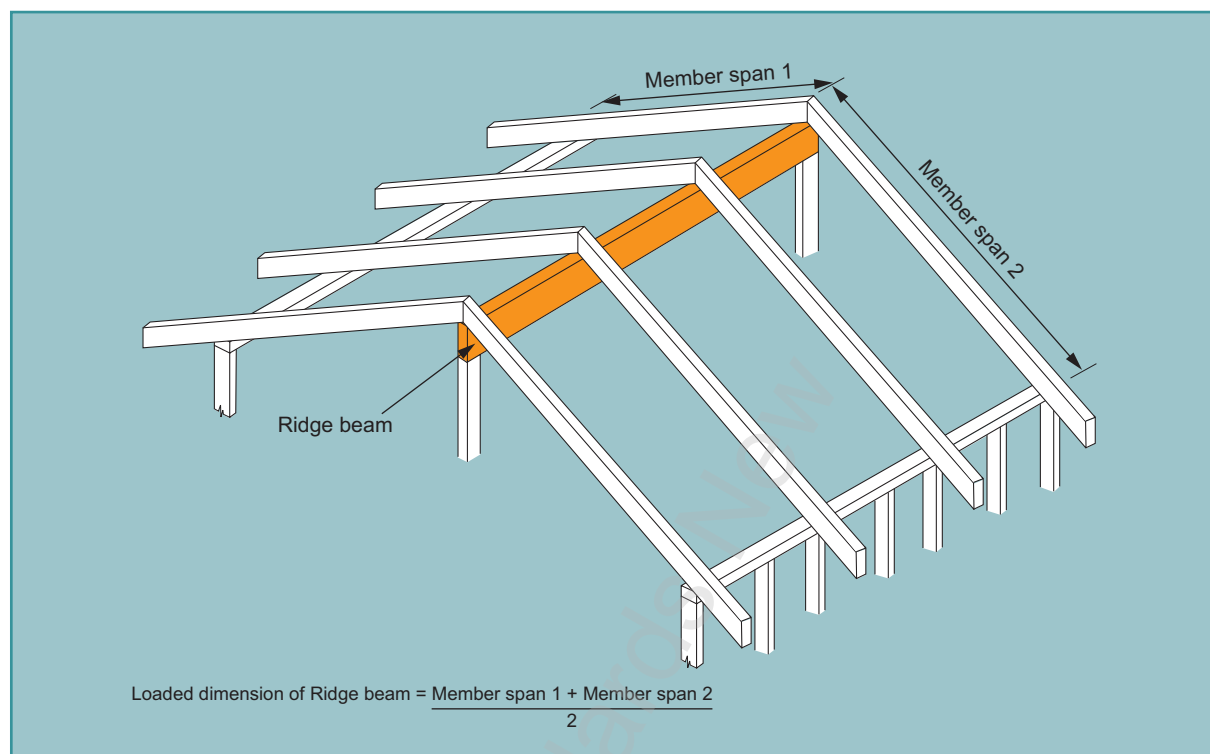 Member span 1
Member span 2
Ridge beam
Loaded dimension of Ridge beam = Member span 1 + Member span 2
2